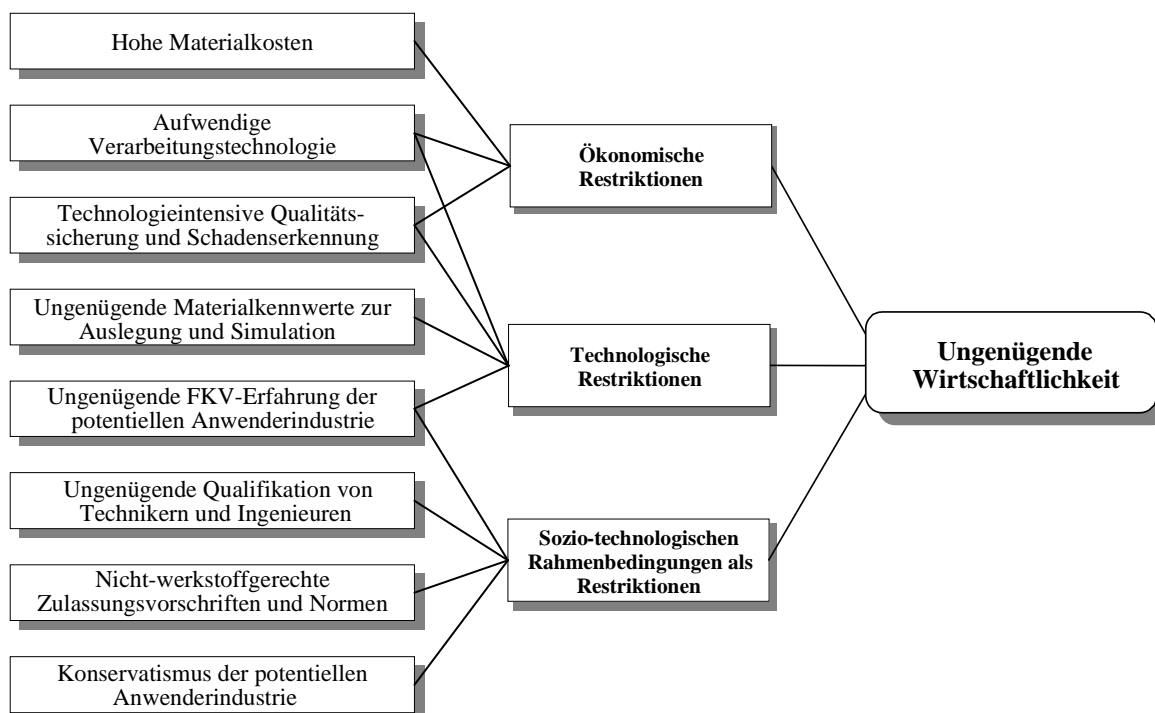 Hohe Materialkosten
Aufwendige
Verarbeitungstechnologie
Technologieintensive Qualitäts-
sicherung und Schadenserkennung
Ungenügende Materialkennwerte zur
Auslegung und Simulation
Ungenügende FKV-Erfahrung der
potentiellen Anwenderindustrie
Ungenügende Qualifikation von
Technikern und Ingenieuren
Nicht-werkstoffgerechte
Zulassungsvorschriften und Normen
Konservatismus der potentiellen
Anwenderindustrie
Ökonomische
Restriktionen
Technologische
Restriktionen
Sozio-technologischen
Rahmenbedingungen als
Restriktionen
Ungenügende
Wirtschaftlichkeit